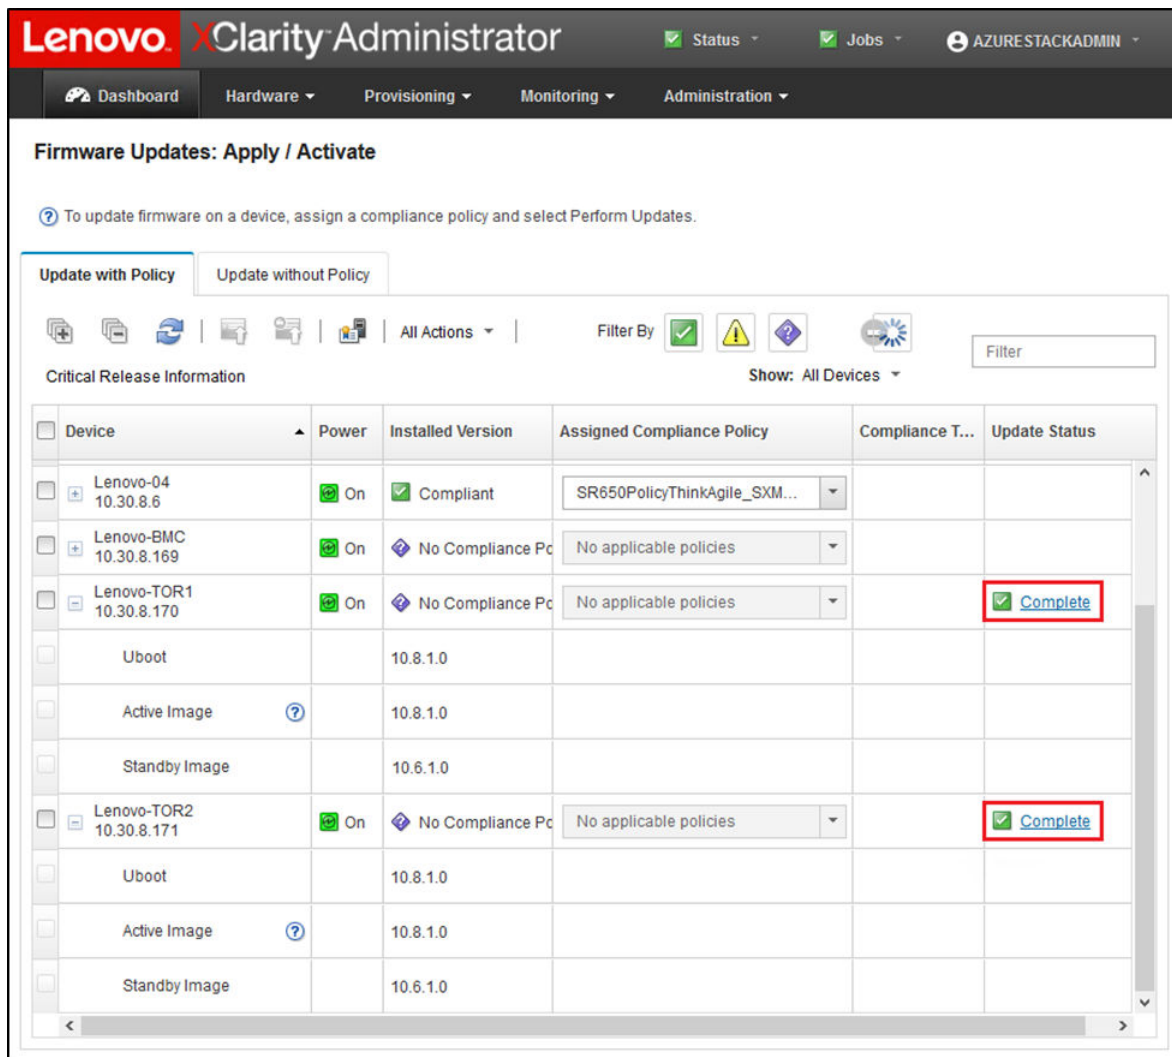 Lenovo. XClarity Administrator Status Jobs AZURESTACKADMIN
Dashboard Hardware Provisioning Monitoring Administration
Firmware Updates: Apply / Activate
? To update firmware on a device, assign a compliance policy and select Perform Updates.
Update with Policy Update without Policy
All Actions Filter By Filter
Critical Release Information Show: All Devices
Device Power Installed Version Assigned Compliance Policy Compliance T... Update Status
Lenovo-04
10.30.8.6 On Compliant SR650PolicyThinkAgile_SXM...
Lenovo-BMC
10.30.8.169 On No Compliance Po No applicable policies
Lenovo-TOR1
10.30.8.170 On No Compliance Po No applicable policies Complete
Uboot 10.8.1.0
Active Image ? 10.8.1.0
Standby Image 10.6.1.0
Lenovo-TOR2
10.30.8.171 On No Compliance Po No applicable policies Complete
Uboot 10.8.1.0
Active Image ? 10.8.1.0
Standby Image 10.6.1.0